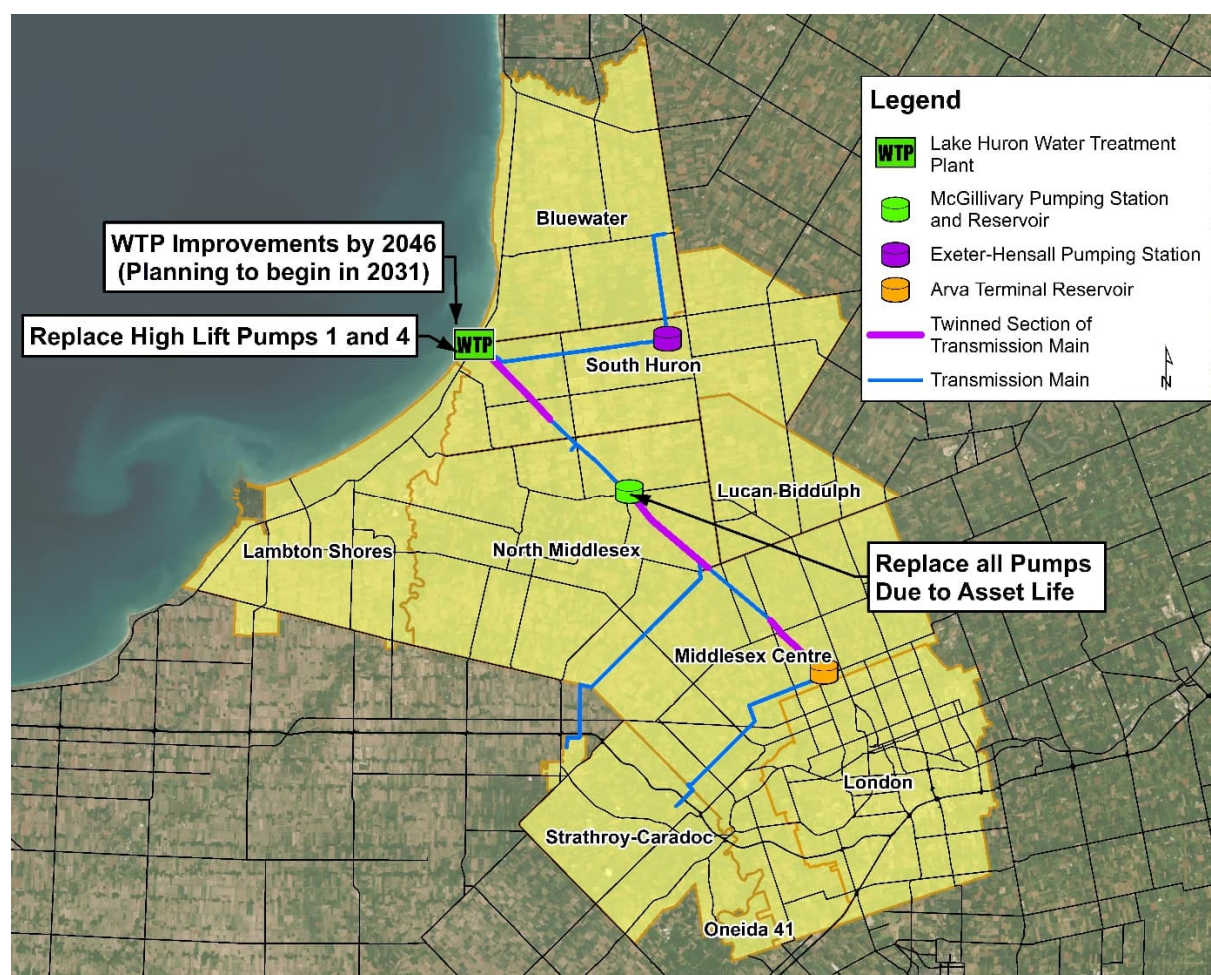 Legend
WTP
Lake Huron Water Treatment
Plant
McGillivary Pumping Station
and Reservoir
Exeter-Hensall Pumping Station
Arva Terminal Reservoir
Twinned Section of
Transmission Main
Transmission Main
N
Bluewater
WTP Improvements by 2046
(Planning to begin in 2031)
Replace High Lift Pumps 1 and 4
WTP
South Huron
Lucan Biddulph
Lambton Shores
North Middlesex
Replace all Pumps
Due to Asset Life
Middlesex Centre
London
Strathroy-Caradoc
Oneida 41